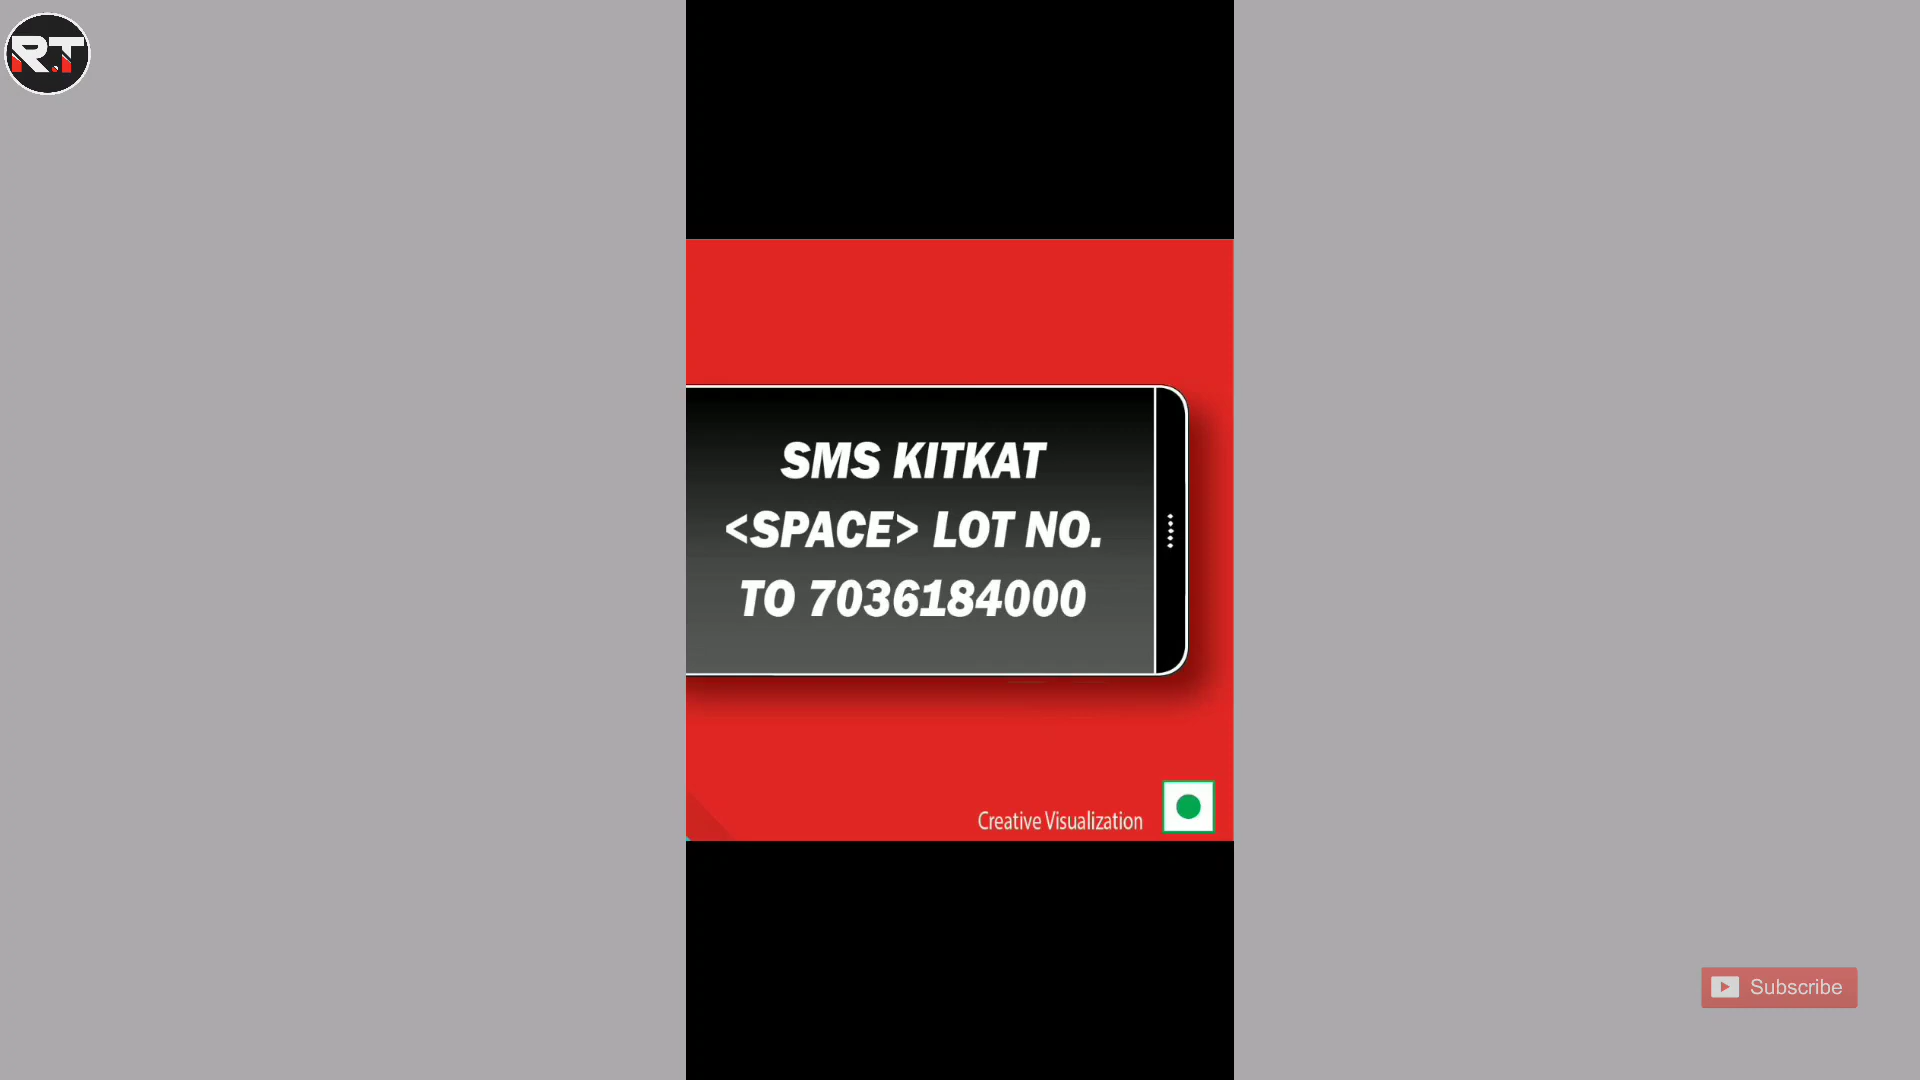 R.T
SMS KITKAT
<SPACE> LOT NO.
TO 7036184000
Creative Visualization
Subscribe